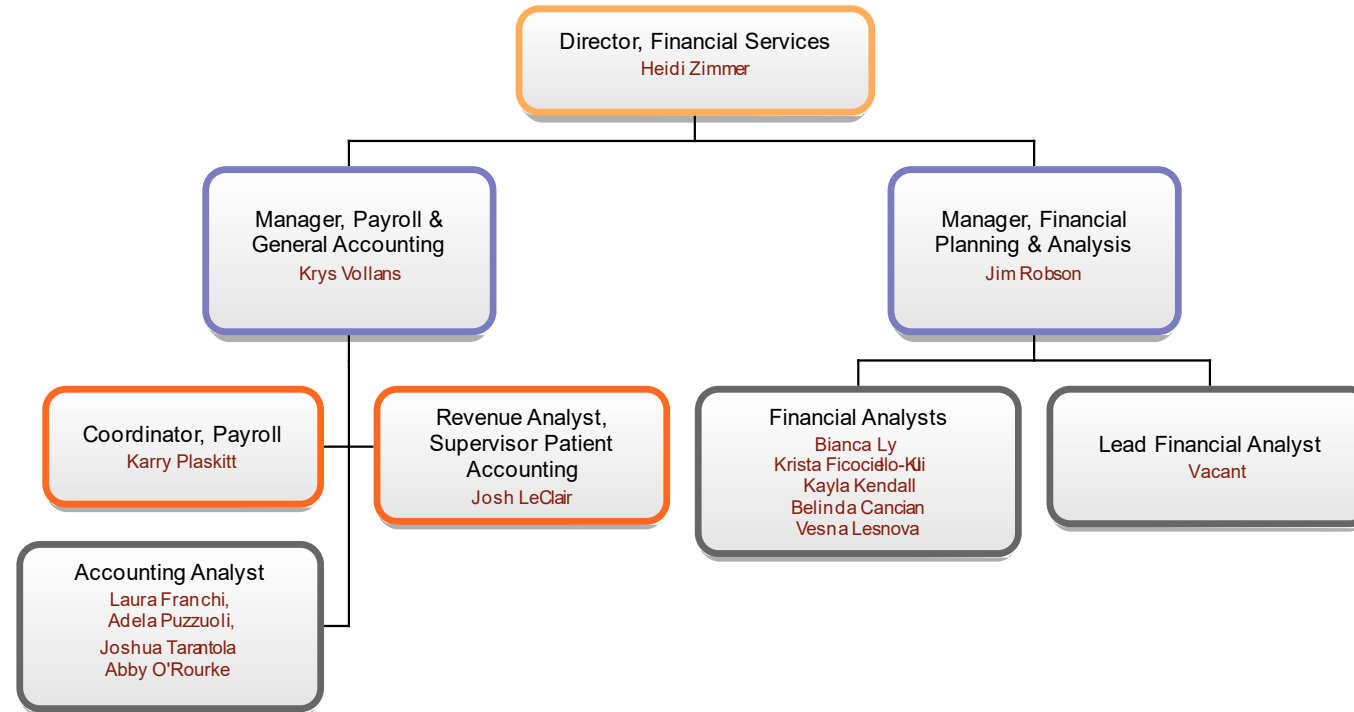 Director, Financial Services
Heidi Zimmer
Manager, Payroll &
General Accounting
Krys Vollans
Manager, Financial
Planning & Analysis
Jim Robson
Coordinator, Payroll
Karry Plaskitt
Revenue Analyst,
Supervisor Patient
Accounting
Josh LeClair
Financial Analysts
Bianca Ly
Krista
Kayla Kendall
Belinda Cancian
Vesna Lesnova
Lead Financial Analyst
Vacant
Accounting Analyst
Laura Franchi,
Adela Puzzuoli,
Joshua Tarantola
Abby O'Rourke